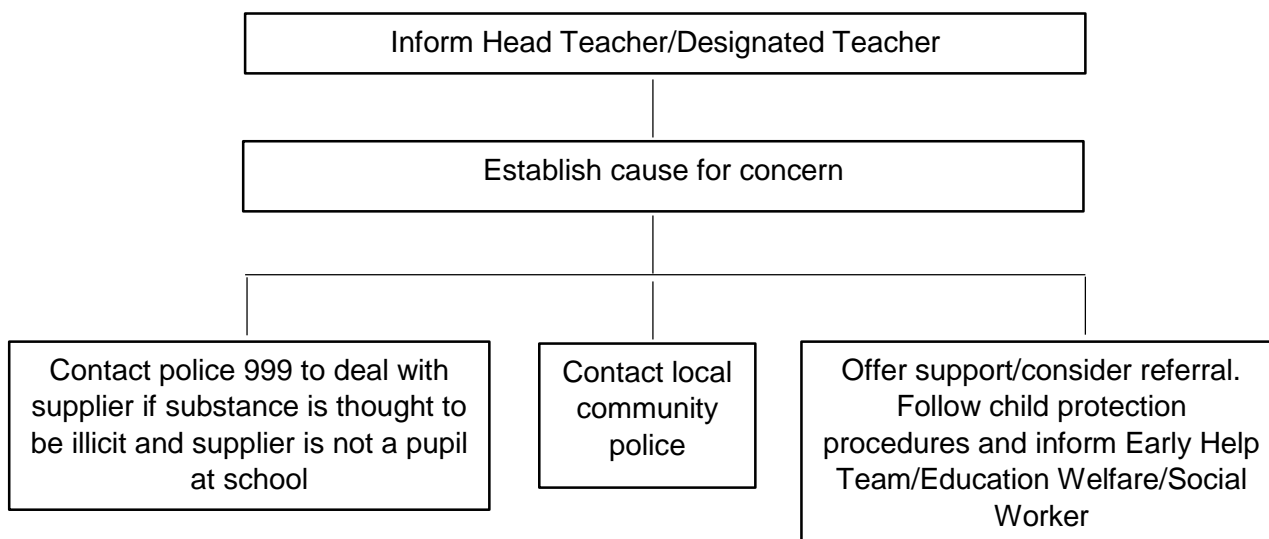 Inform Head Teacher/Designated Teacher
Establish cause for concern
Contact police 999 to deal with
supplier if substance is thought to
be illicit and supplier is not a pupil
at school
Contact local
community
police
Offer support/consider referral.
Follow child protection
procedures and inform Early Help
Team/Education Welfare/Social
Worker